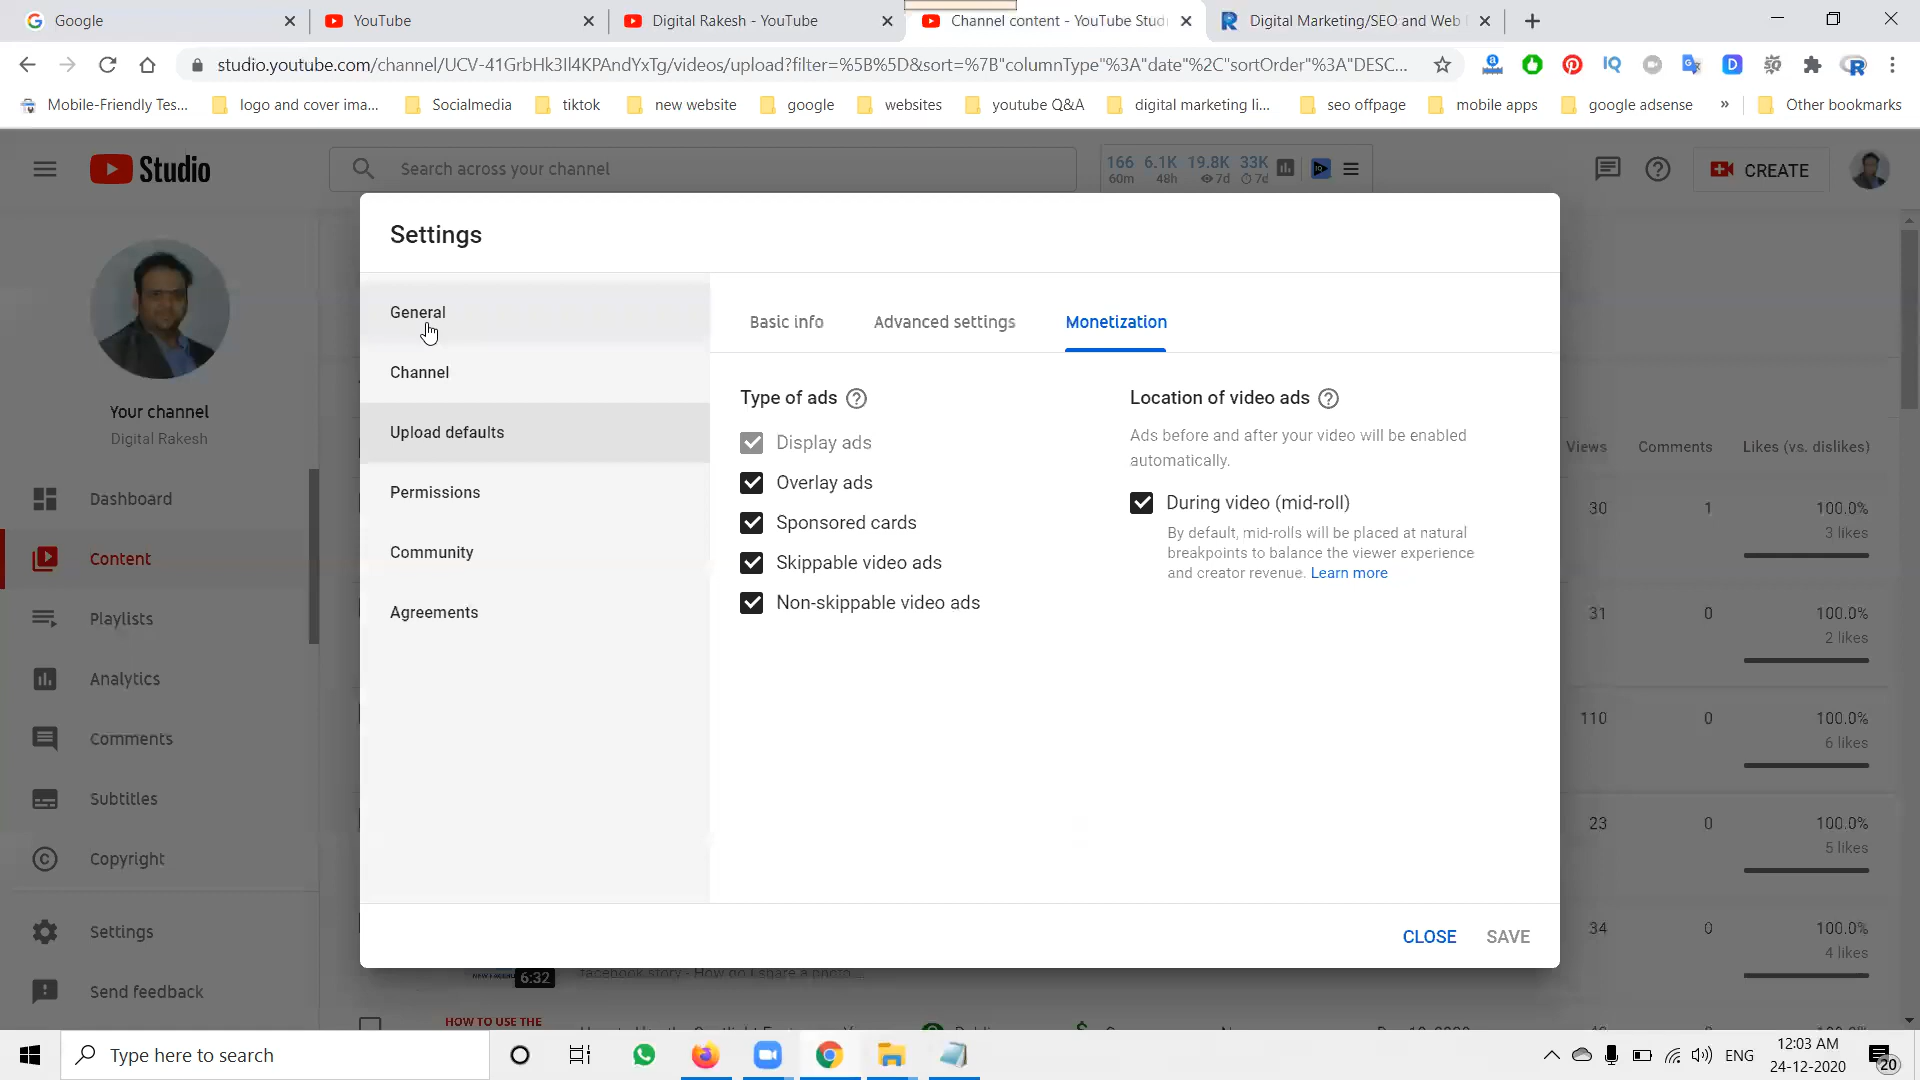 Google
YouTube
Digital Rakesh - YouTube
Channel content - YouTube Stud
Digital Marketing/SEO and Web
studio.youtube.com/channel/UCV-41GrbHk3Il4KPAndYxTg/videos/upload?filter=%5B%5D&sort=%7B"columnType"%3A"date"%2C"sortOrder"%3A"DESC...
Mobile-Friendly Tes...
logo and cover ima...
Socialmedia
tiktok
new website
google
websites
youtube Q&A
digital marketing li...
seo offpage
mobile apps
google adsense
»
Other bookmarks
Studio
Search across your channel
166 6.1K 19.8K 33K
60m 48h 7d 7d
CREATE
Your channel
Digital Rakesh
Dashboard
Content
Playlists
Analytics
Comments
Subtitles
Copyright
Settings
Send feedback
Settings
General
Channel
Upload defaults
Permissions
Community
Agreements
Basic info
Advanced settings
Monetization
Type of ads
Display ads
Overlay ads
Sponsored cards
Skippable video ads
Non-skippable video ads
Location of video ads
Ads before and after your video will be enabled
automatically.
During video (mid-roll)
By default, mid-rolls will be placed at natural
breakpoints to balance the viewer experience
and creator revenue. Learn more
CLOSE
SAVE
Views Comments Likes (vs. dislikes)
30 1 100.0%
3 likes
31 0 100.0%
2 likes
110 0 100.0%
6 likes
23 0 100.0%
5 likes
34 0 100.0%
4 likes
6:32
facebook story - How do I share a photo ...
HOW TO USE THE
Type here to search
ENG
12:03 AM
24-12-2020
20